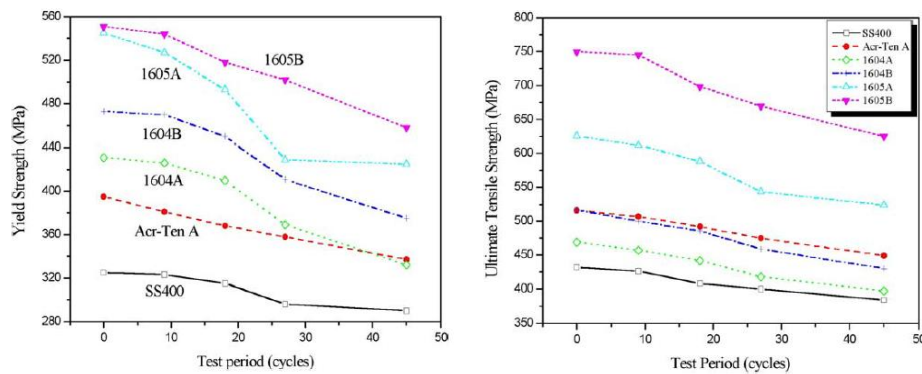 560
520
480
440
400
360
320
280
Yield Strength (MPa)
1605B
1605A
1604B
1604A
Acr-Ten A
SS400
0 10 20 30 40 50
Test period (cycles)
800
750
700
650
600
550
500
450
400
350
Ultimate Tensile Strength (MPa)
SS400
Acr-Ten A
1604A
1604B
1605A
1605B
0 10 20 30 40 50
Test Period (cycles)